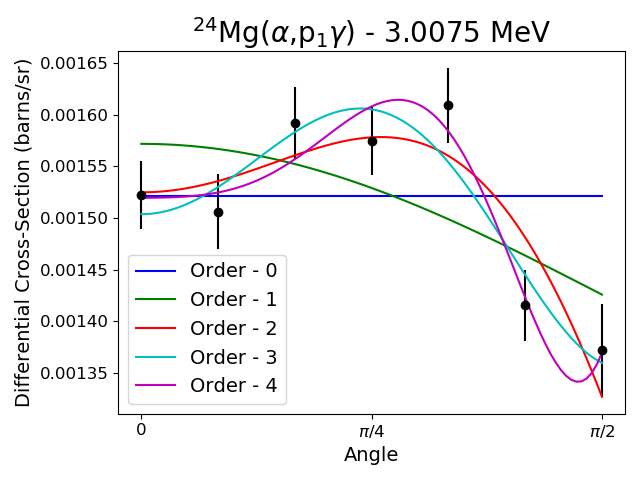 ²⁴Mg(α,p₁γ) - 3.0075 MeV
Differential Cross-Section (barns/sr)
0.00165
0.00160
0.00155
0.00150
0.00145
0.00140
0.00135
Order - 0
Order - 1
Order - 2
Order - 3
Order - 4
0
π/4
π/2
Angle